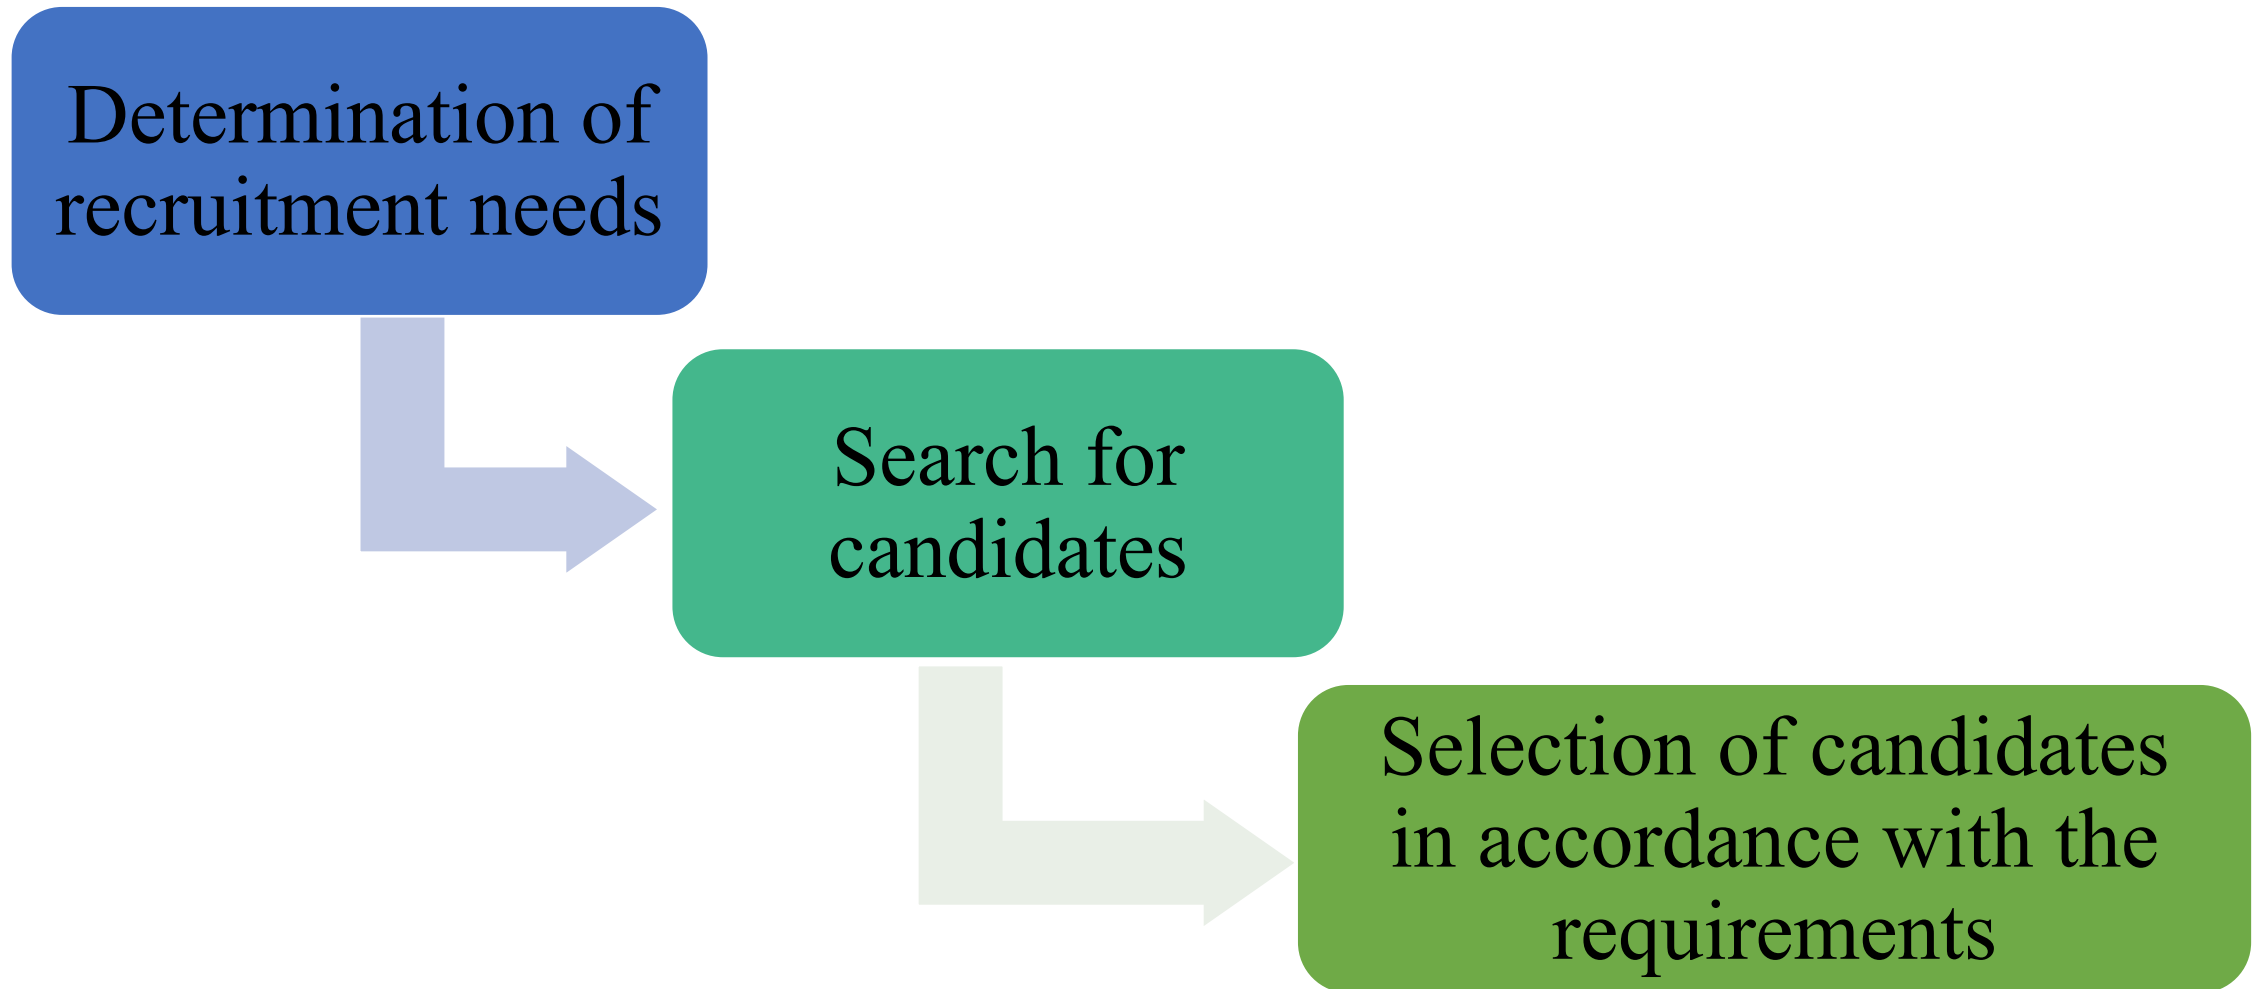 Determination of
recruitment needs
Search for
candidates
Selection of candidates
in accordance with the
requirements